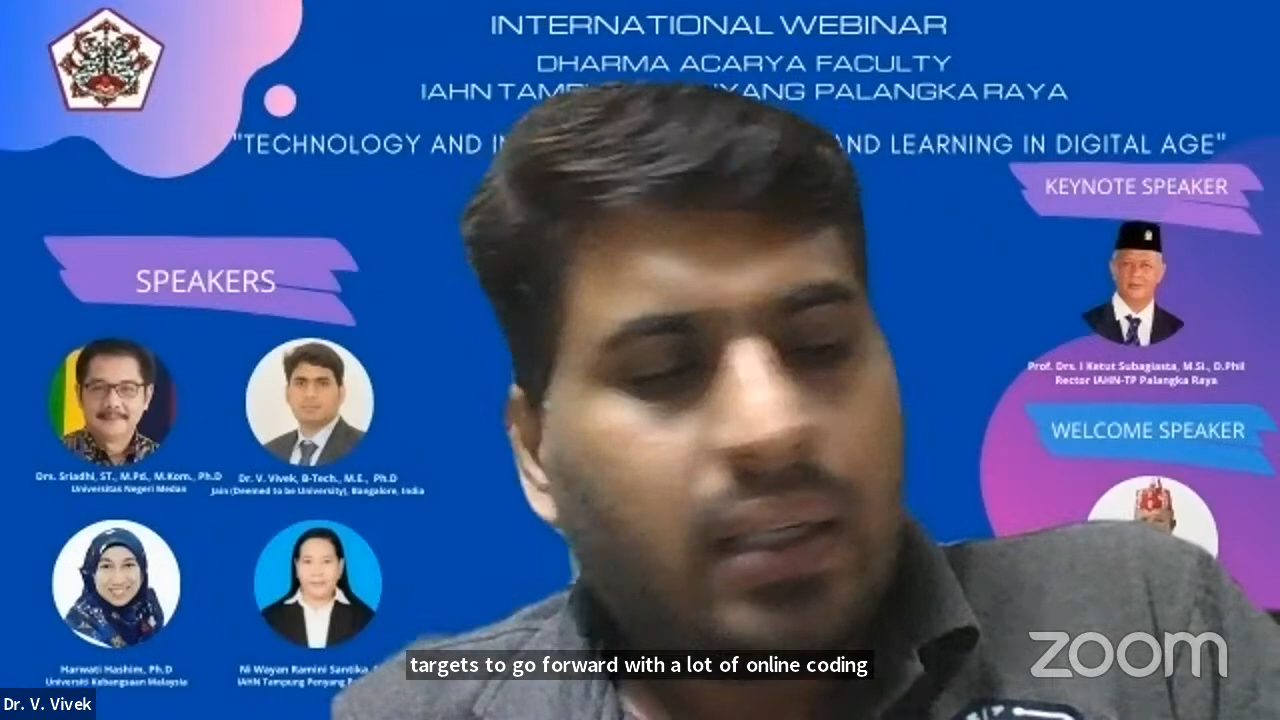 INTERNATIONAL WEBINAR
DHARMA ACARYA FACULTY
IAHN PALANGKA RAYA
"TECHNOLOGY AND LEARNING IN DIGITAL AGE"
KEYNOTE SPEAKER
SPEAKERS
Prof. Drs. I Ketut Subagiasta, M.Si., D.Phil
Rector IAHN-TP Palangka Raya
WELCOME SPEAKER
Drs. Sriadhi, ST., M.Pd., M.Kom., Ph.D
Universitas Negeri Medan
Dr. V. Vivek, B-Tech., M.E., Ph.D
Jain (Deemed to be University), Bangalore, India
Harwati Hashim, Ph.D
Universiti Kebangsaan Malaysia
Ni Wayan Ramini Santika,
IAHN Tampung Penyang
targets to go forward with a lot of online coding
zoom
Dr. V. Vivek